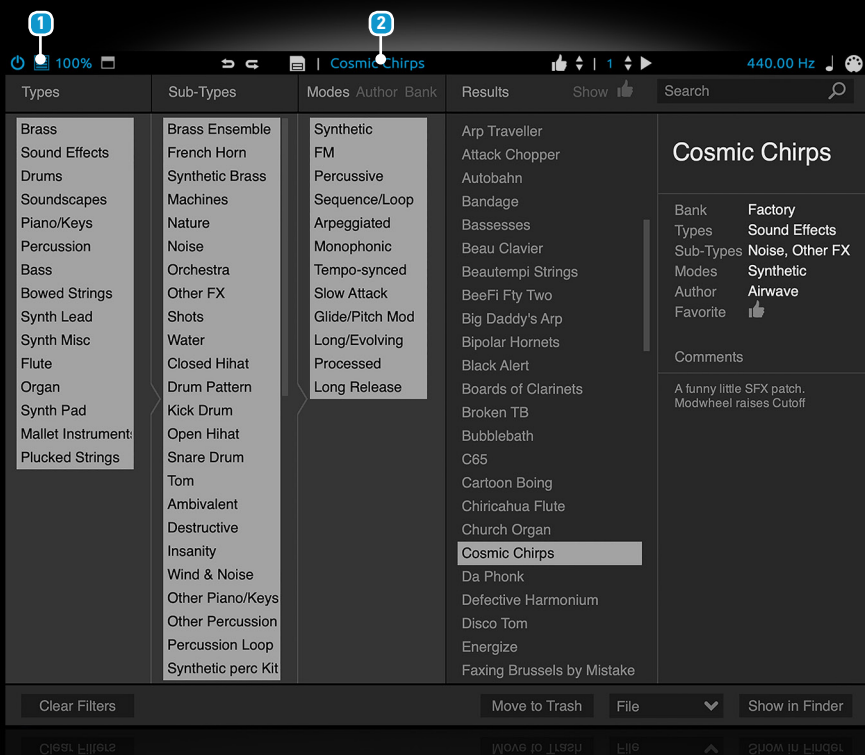 1
2
100%
| Cosmic Chirps
| 1
440.00 Hz
Types
Sub-Types
Modes Author Bank
Results
Show
Search
Brass
Sound Effects
Drums
Soundscapes
Piano/Keys
Percussion
Bass
Bowed Strings
Synth Lead
Synth Misc
Flute
Organ
Synth Pad
Mallet Instruments
Plucked Strings
Brass Ensemble
French Horn
Synthetic Brass
Machines
Nature
Noise
Orchestra
Other FX
Shots
Water
Closed Hihat
Drum Pattern
Kick Drum
Open Hihat
Snare Drum
Tom
Ambivalent
Destructive
Insanity
Wind & Noise
Other Piano/Keys
Other Percussion
Percussion Loop
Synthetic perc Kit
Synthetic
FM
Percussive
Sequence/Loop
Arpeggiated
Monophonic
Tempo-synced
Slow Attack
Glide/Pitch Mod
Long/Evolving
Processed
Long Release
Arp Traveller
Attack Chopper
Autobahn
Bandage
Bassesses
Beau Clavier
Beautempi Strings
BeeFi Fty Two
Big Daddy's Arp
Bipolar Hornets
Black Alert
Boards of Clarinets
Broken TB
Bubblebath
C65
Cartoon Boing
Chiricahua Flute
Church Organ
Cosmic Chirps
Da Phonk
Defective Harmonium
Disco Tom
Energize
Faxing Brussels by Mistake
Cosmic Chirps
Bank Factory
Types Sound Effects
Sub-Types Noise, Other FX
Modes Synthetic
Author Airwave
Favorite
Comments
A funny little SFX patch.
Modwheel raises Cutoff
Clear Filters
Move to Trash
File
Show in Finder
Clear Filters
Move to Trash
File
Show in Finder